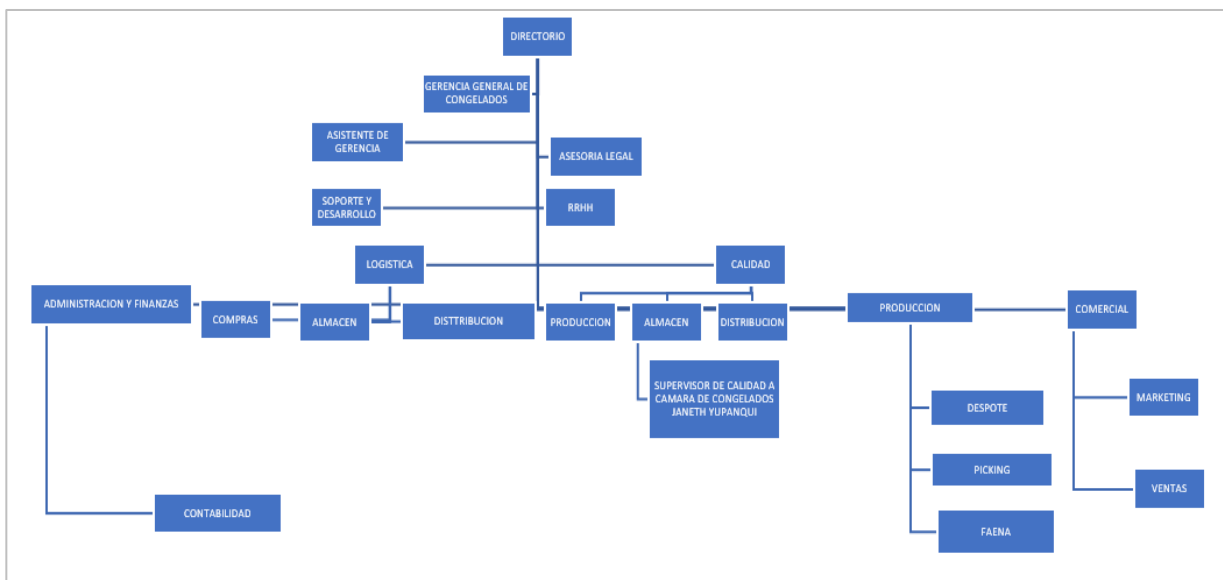 DIRECTORIO
GERENCIA GENERAL DE
CONGELADOS
ASISTENTE DE
GERENCIA
ASESORIA LEGAL
SOPORTE Y
DESARROLLO
RRHH
LOGISTICA
CALIDAD
ADMINISTRACION Y FINANZAS
COMPRAS
ALMACEN
DISTTRIBUCION
PRODUCCION
ALMACEN
DISTRIBUCION
PRODUCCION
COMERCIAL
SUPERVISOR DE CALIDAD A
CAMARA DE CONGELADOS
JANETH YUPANQUI
DESPOTE
MARKETING
PICKING
VENTAS
CONTABILIDAD
FAENA